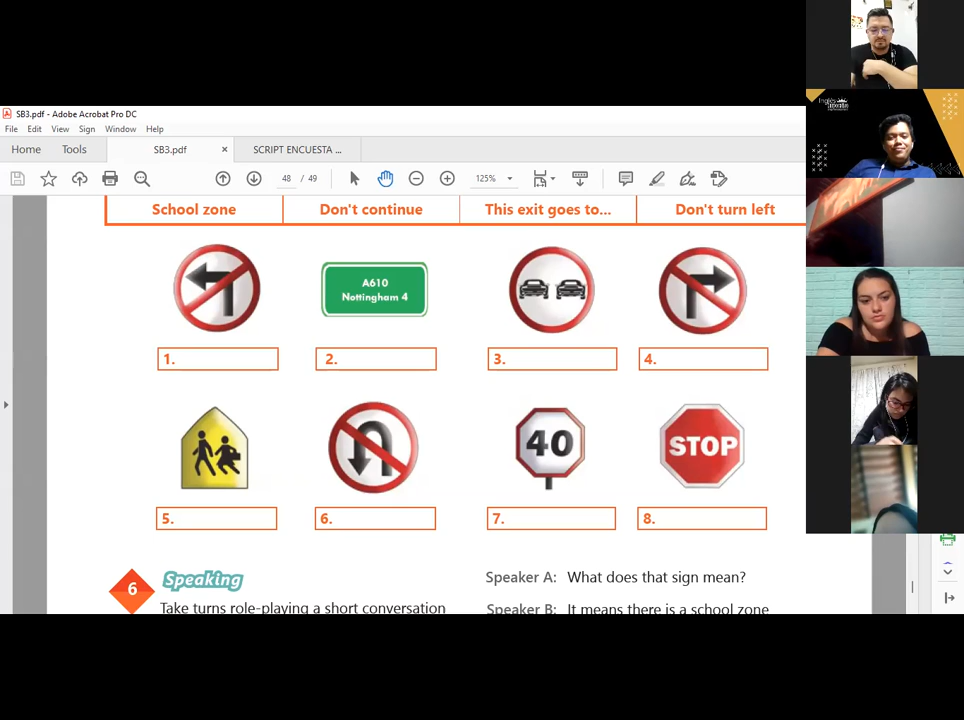 SB3.pdf - Adobe Acrobat Pro DC
File Edit View Sign Window Help
Home Tools SB3.pdf × SCRIPT ENCUESTA ...
48 / 49 125%
School zone Don't continue This exit goes to... Don't turn left
A610
Nottingham 4
1. 2. 3. 4.
40 STOP
5. 6. 7. 8.
6 Speaking
Speaker A: What does that sign mean?
Take turns role-playing a short conversation
Speaker B: It means there is a school zone